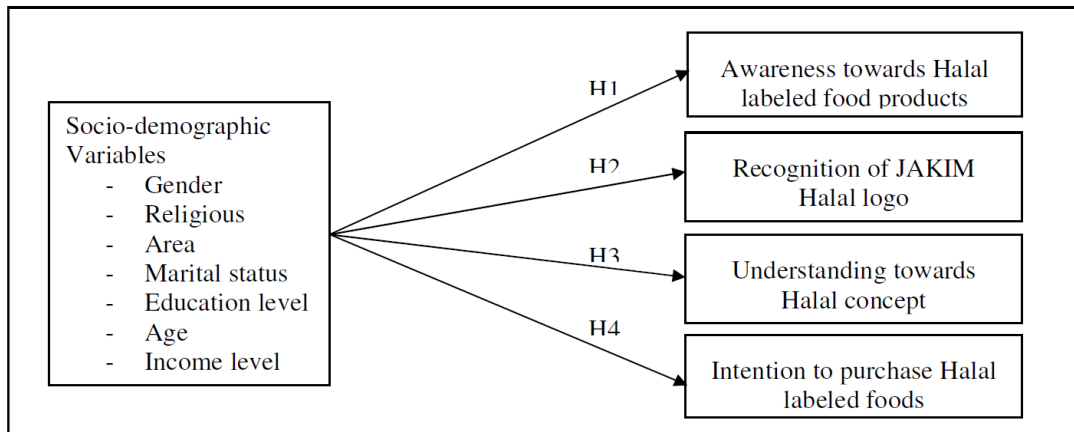 Socio-demographic
Variables
- Gender
- Religious
- Area
- Marital status
- Education level
- Age
- Income level
H1
H2
H3
H4
Awareness towards Halal
labeled food products
Recognition of JAKIM
Halal logo
Understanding towards
Halal concept
Intention to purchase Halal
labeled foods